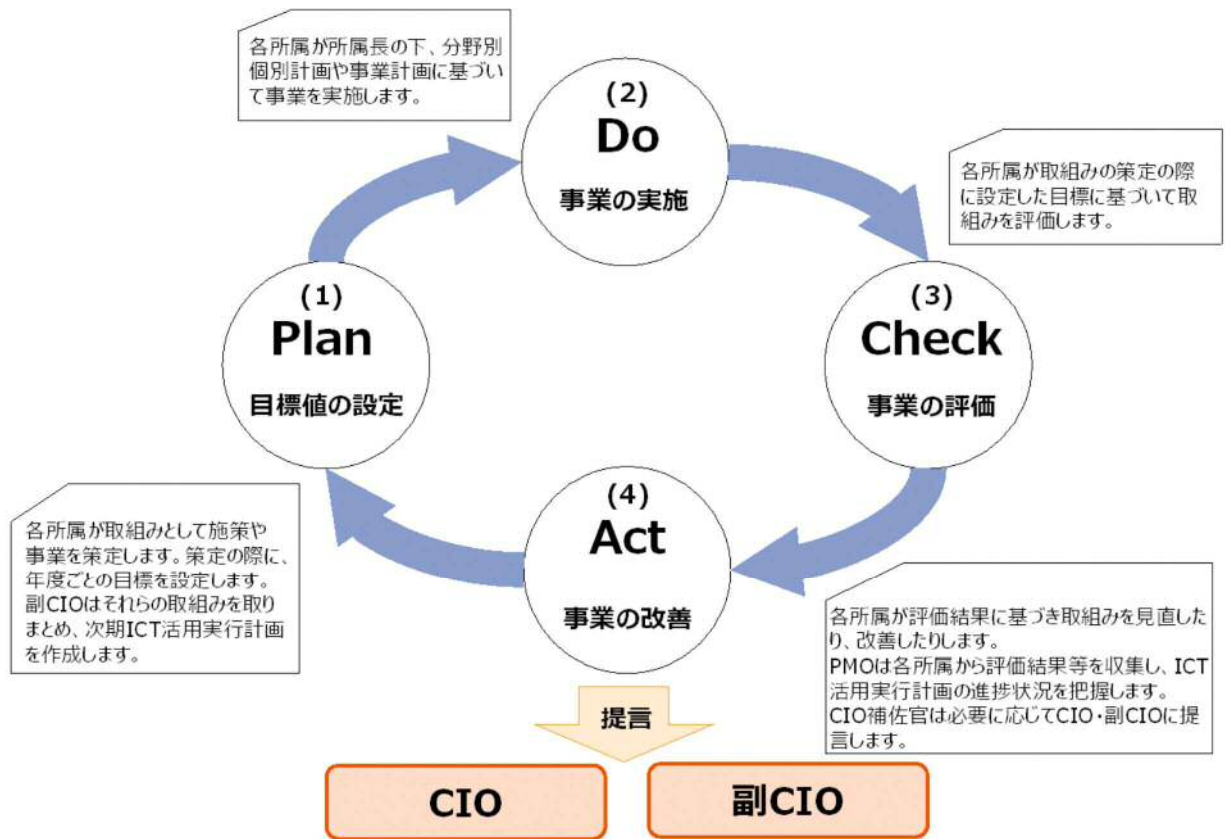 各所属が所属長の下、分野別
個別計画や事業計画に基づい
て事業を実施します。
(2)
Do
事業の実施
各所属が取組みの策定の際
に設定した目標に基づいて取
組みを評価します。
(1)
Plan
目標値の設定
(3)
Check
事業の評価
各所属が取組みとして施策や
事業を策定します。策定の際に、
年度ごとの目標を設定します。
副CIOはそれらの取組みを取り
まとめ、次期ICT活用実行計画
を作成します。
(4)
Act
事業の改善
各所属が評価結果に基づき取組みを見直した
り、改善したりします。
PMOは各所属から評価結果等を収集し、ICT
活用実行計画の進捗状況を把握します。
CIO補佐官は必要に応じてCIO・副CIOに提
言します。
提言
CIO
副CIO